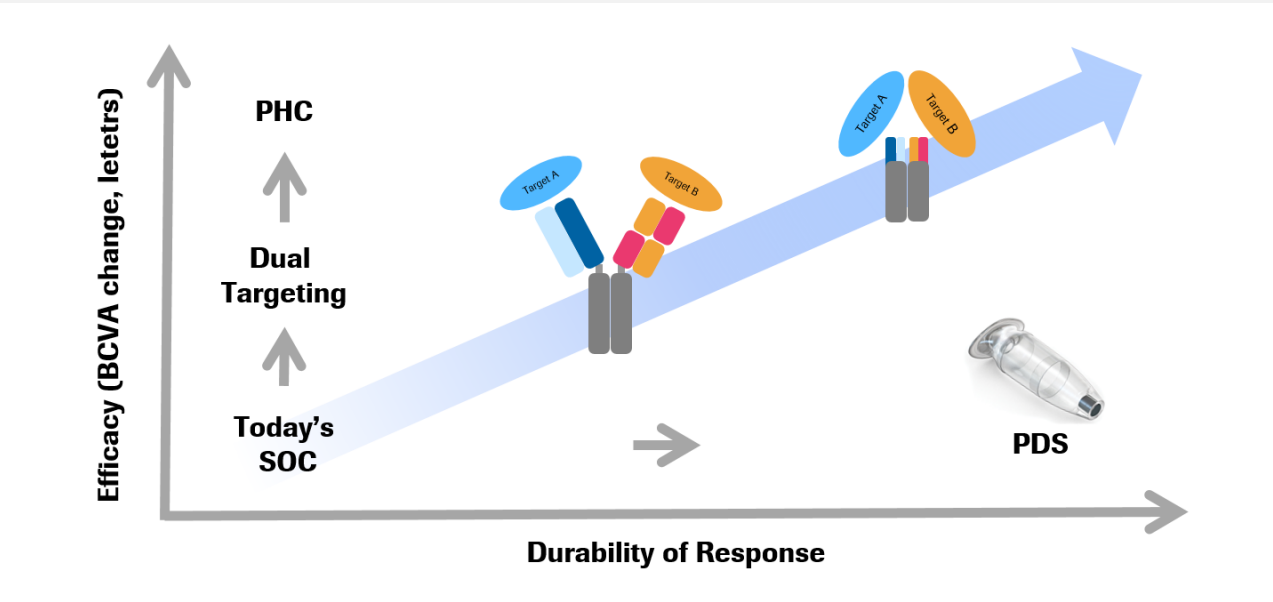 Efficacy (BCVA change, letetrs)
PHC
Dual
Targeting
Today's
SOC
Target A
Target B
Target A
Target B
PDS
Durability of Response